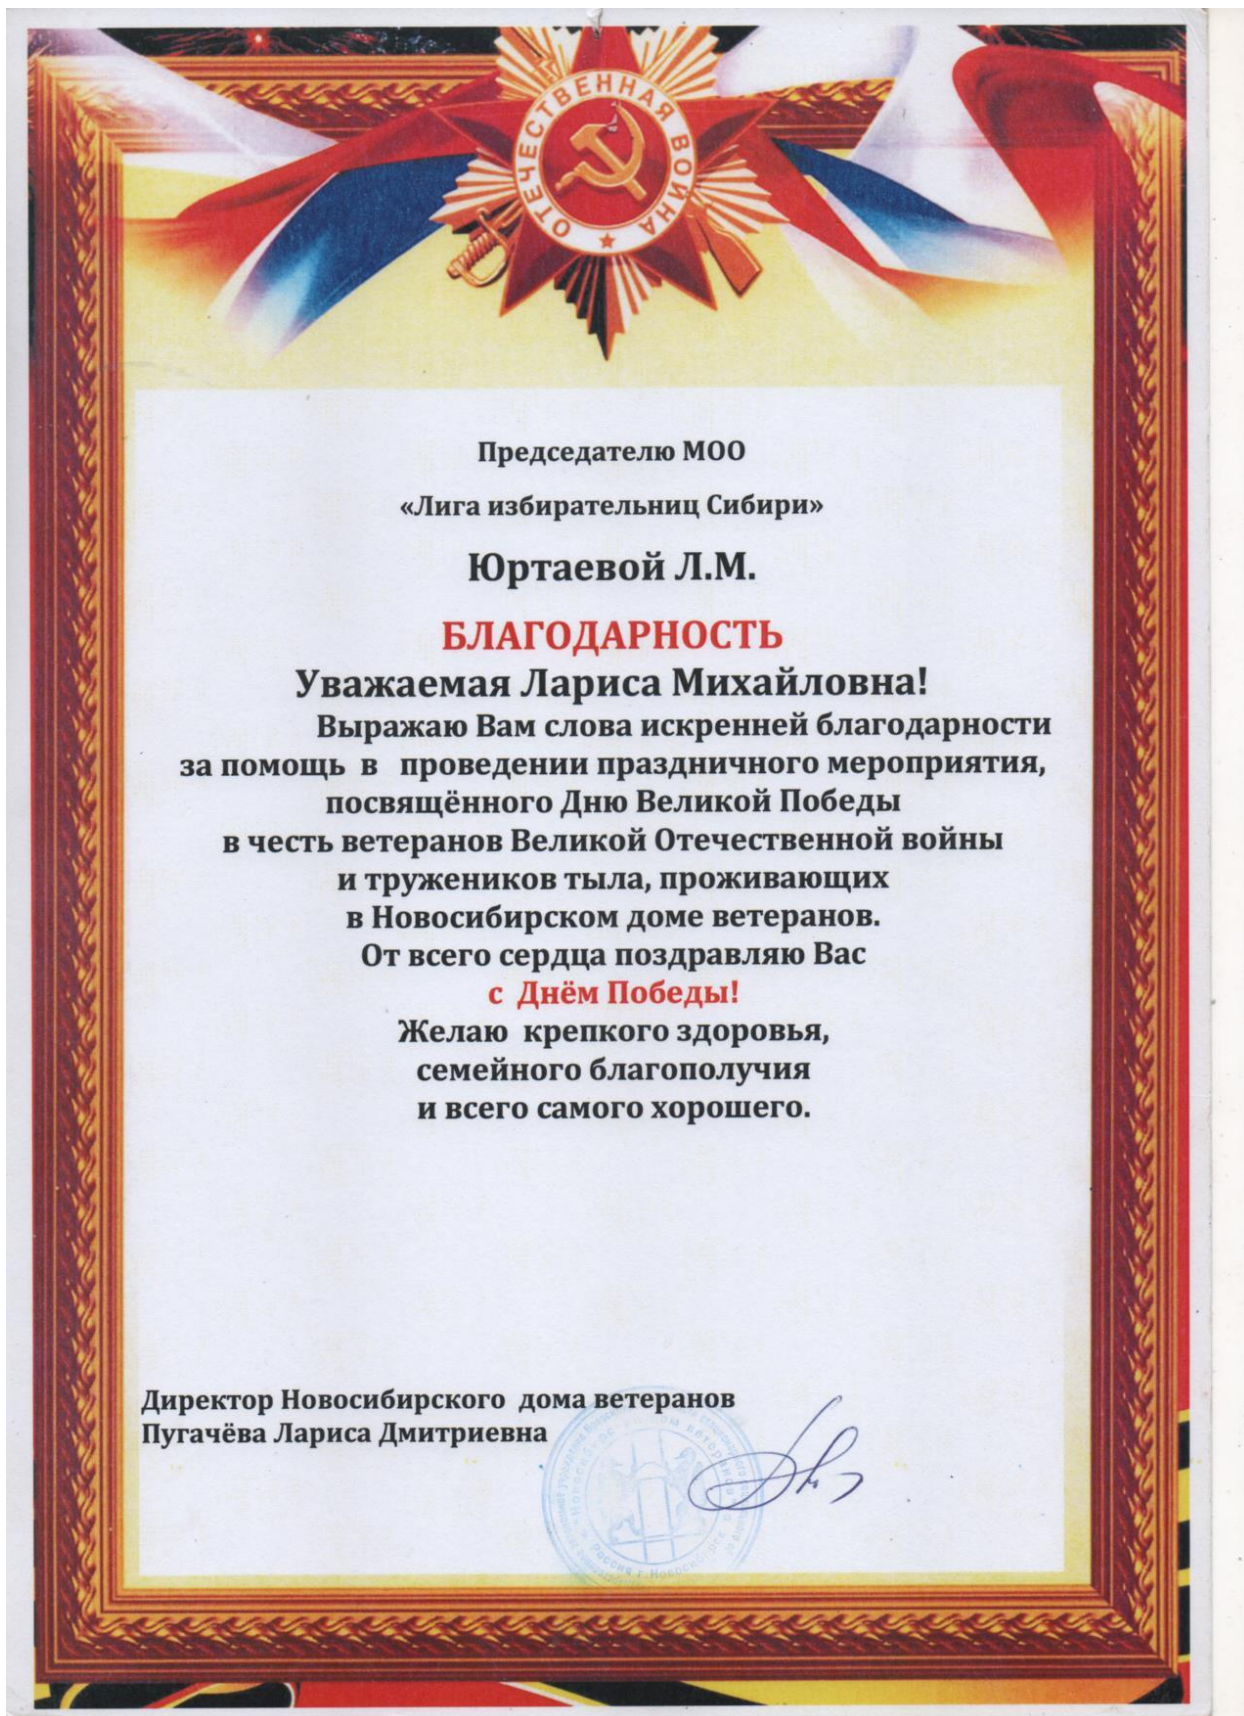 ОТЕЧЕСТВЕННАЯ ВОЙНА
Председателю МОО
«Лига избирательниц Сибири»
Юртаевой Л.М.
БЛАГОДАРНОСТЬ
Уважаемая Лариса Михайловна!
Выражаю Вам слова искренней благодарности
за помощь в проведении праздничного мероприятия,
посвящённого Дню Великой Победы
в честь ветеранов Великой Отечественной войны
и тружеников тыла, проживающих
в Новосибирском доме ветеранов.
От всего сердца поздравляю Вас
с Днём Победы!
Желаю крепкого здоровья,
семейного благополучия
и всего самого хорошего.
Директор Новосибирского дома ветеранов
Пугачёва Лариса Дмитриевна
Россия г.